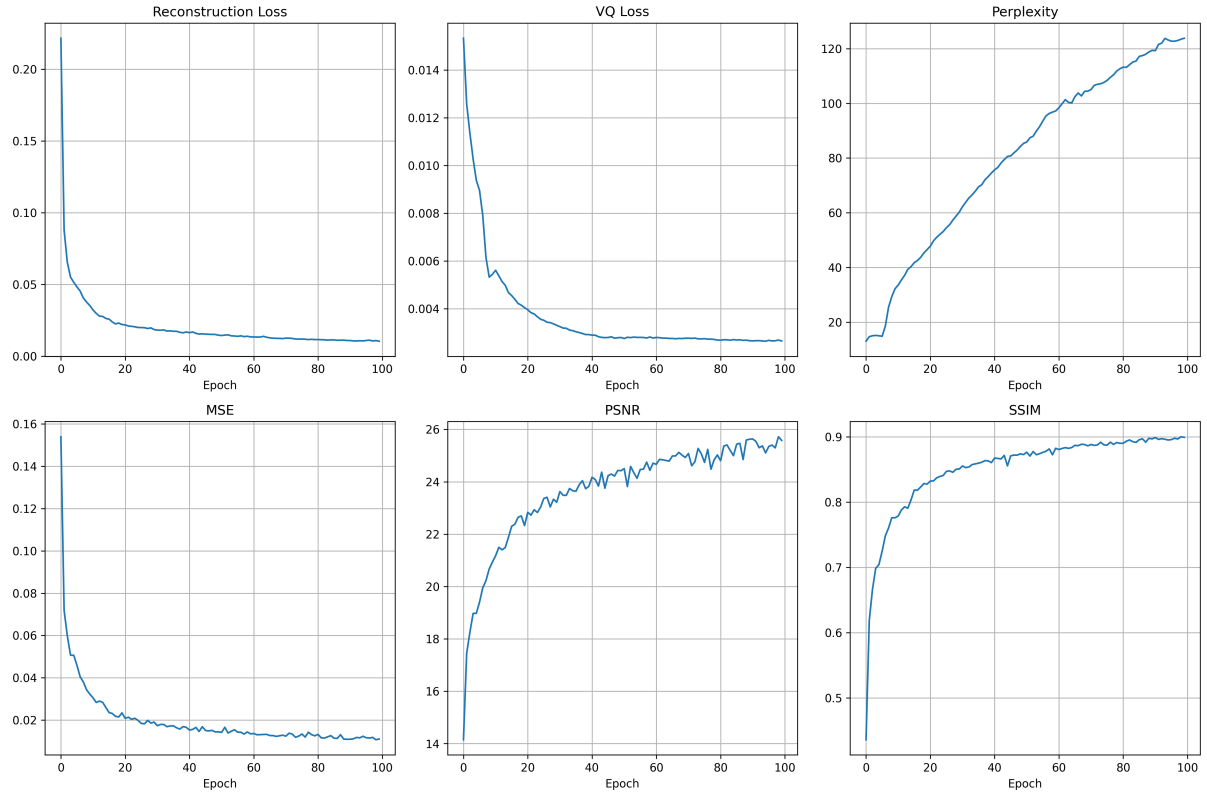 Reconstruction Loss
0.20
0.15
0.10
0.05
0.00
0 20 40 60 80 100
Epoch
VQ Loss
0.014
0.012
0.010
0.008
0.006
0.004
0 20 40 60 80 100
Epoch
Perplexity
120
100
80
60
40
20
0 20 40 60 80 100
Epoch
MSE
0.16
0.14
0.12
0.10
0.08
0.06
0.04
0.02
0 20 40 60 80 100
Epoch
PSNR
26
24
22
20
18
16
14
0 20 40 60 80 100
Epoch
SSIM
0.9
0.8
0.7
0.6
0.5
0 20 40 60 80 100
Epoch